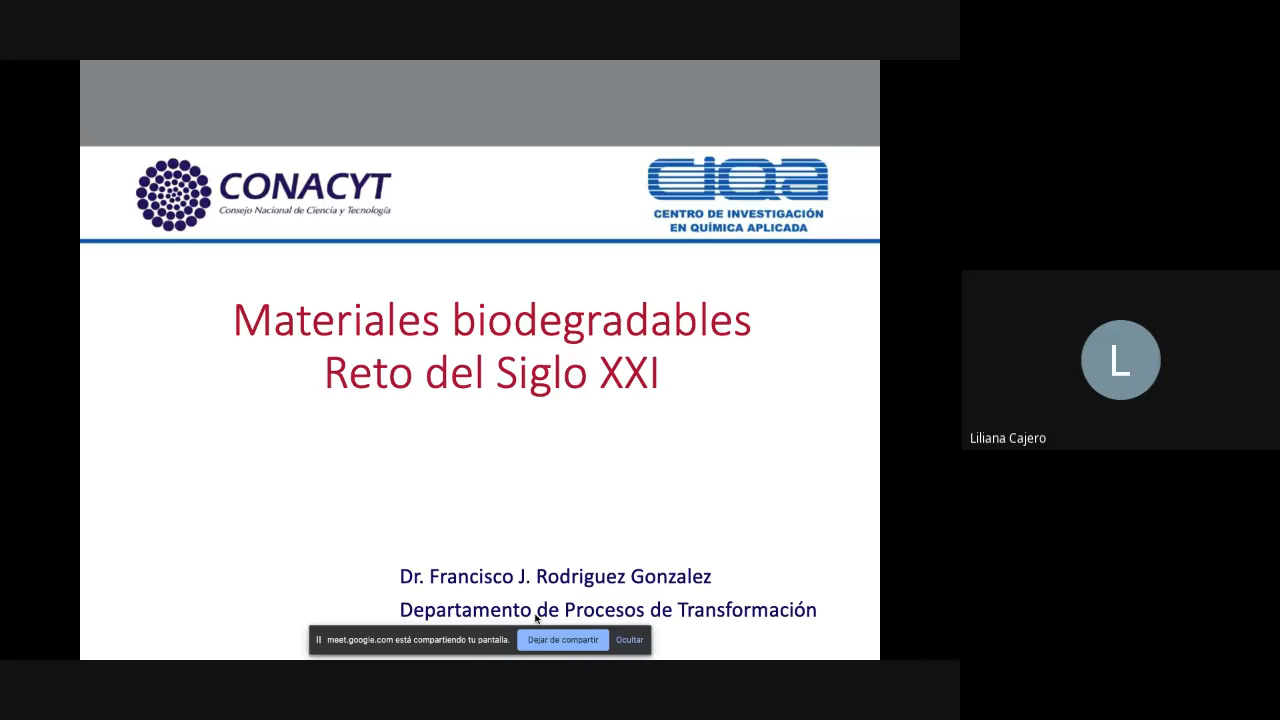 CONACYT
Consejo Nacional de Ciencia y Tecnología
CIQA
CENTRO DE INVESTIGACIÓN
EN QUÍMICA APLICADA
Materiales biodegradables
Reto del Siglo XXI
Dr. Francisco J. Rodriguez Gonzalez
Departamento de Procesos de Transformación
meet.google.com está compartiendo tu pantalla. Dejar de compartir Ocultar
L
Liliana Cajero